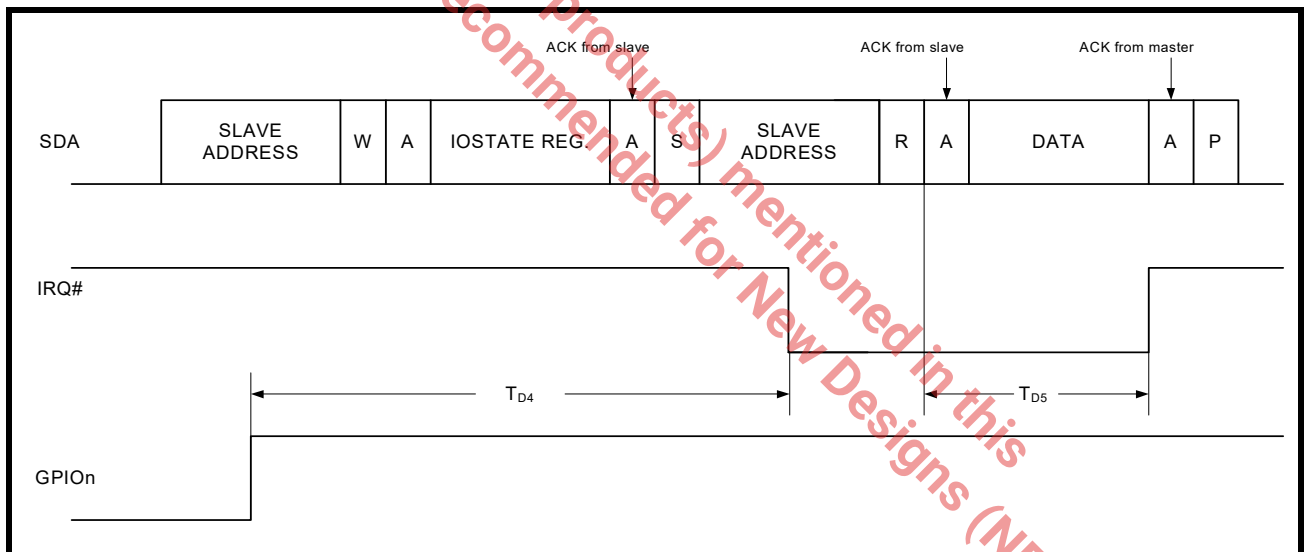 ACK from slave ACK from slave ACK from master
SDA SLAVE ADDRESS W A IOSTATE REG. A S SLAVE ADDRESS R A DATA A P
IRQ#
TD4 TD5
GPIOn
products) mentioned in this
ecommended for New Designs (N